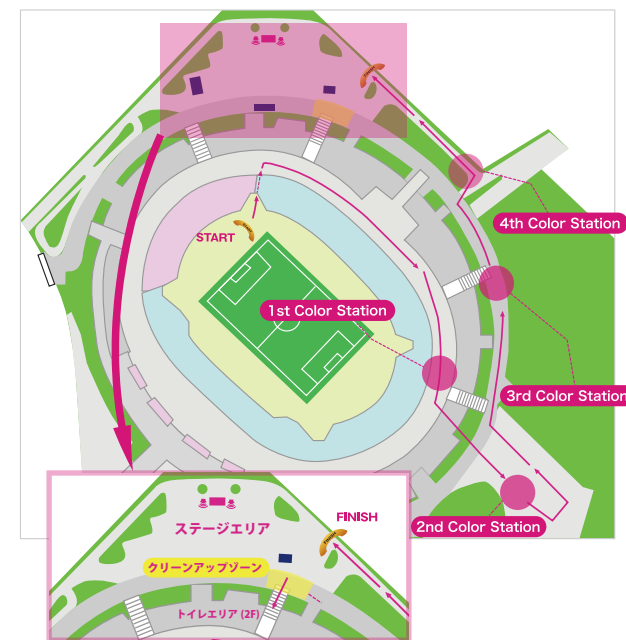 START
1st Color Station
4th Color Station
3rd Color Station
2nd Color Station
FINISH
ステージエリア
クリーンアップゾーン
トイレエリア (2F)